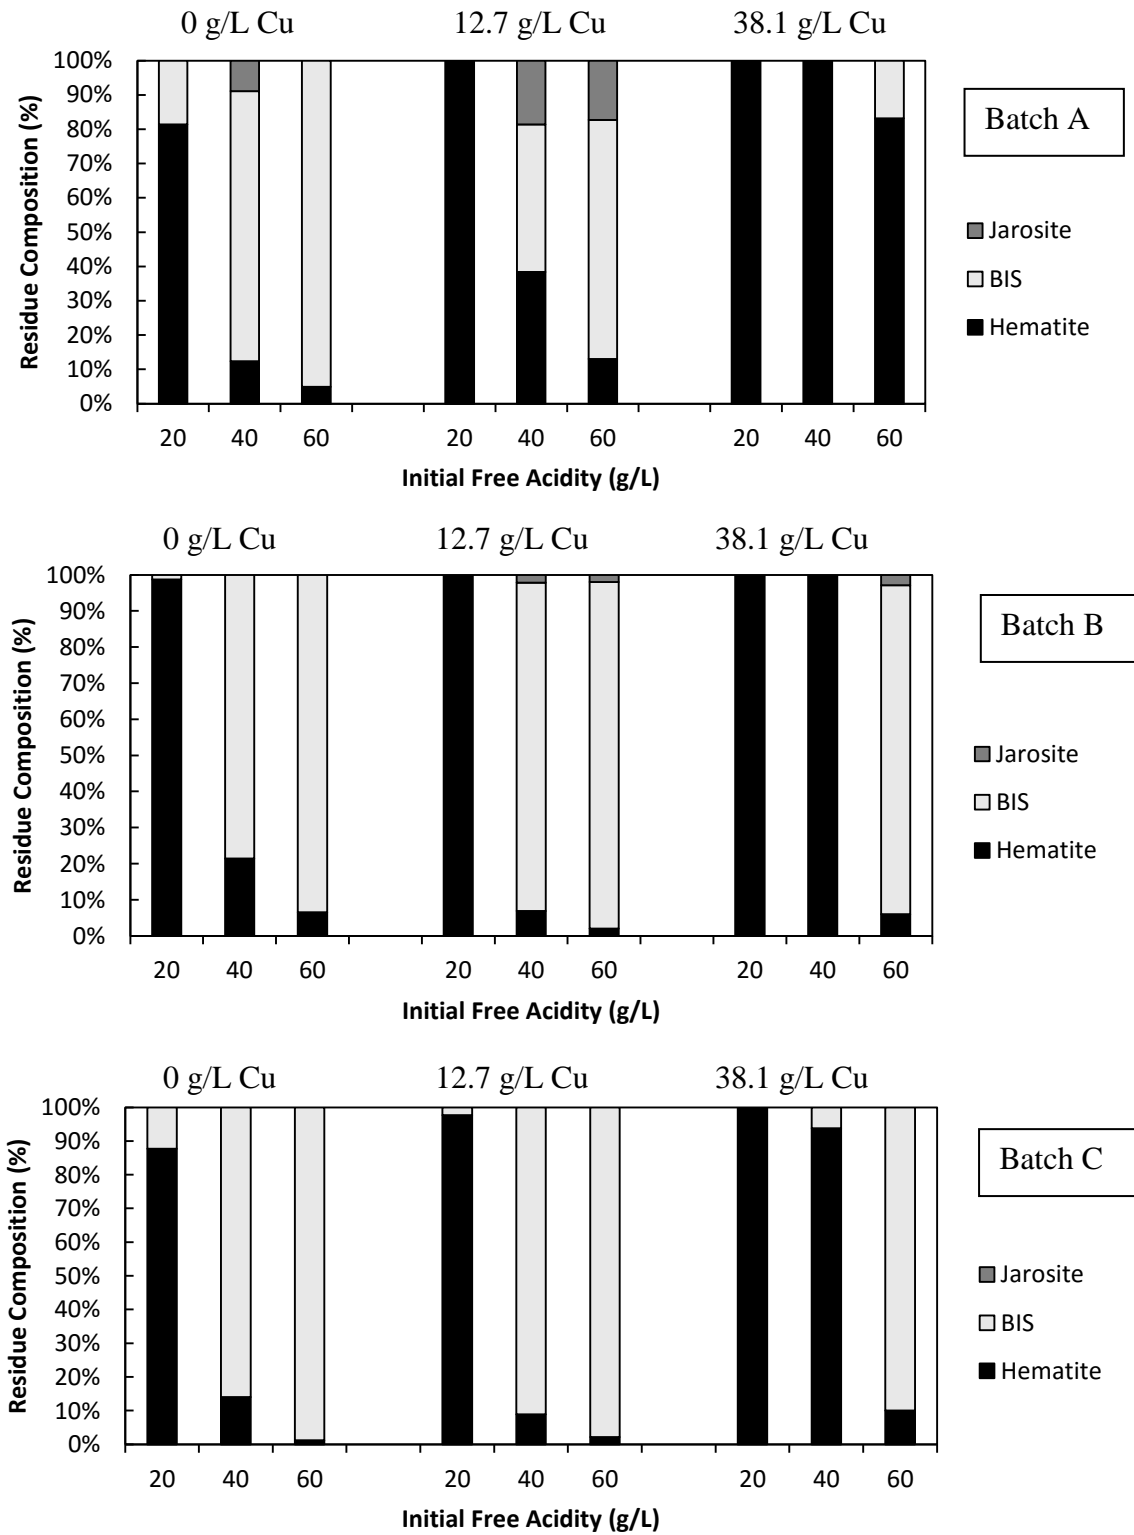 0 g/L Cu 12.7 g/L Cu 38.1 g/L Cu
Residue Composition (%)
100%
90%
80%
70%
60%
50%
40%
30%
20%
10%
0%
20 40 60 20 40 60 20 40 60
Initial Free Acidity (g/L)
Batch A
Jarosite
BIS
Hematite
0 g/L Cu 12.7 g/L Cu 38.1 g/L Cu
Residue Composition (%)
100%
90%
80%
70%
60%
50%
40%
30%
20%
10%
0%
20 40 60 20 40 60 20 40 60
Initial Free Acidity (g/L)
Batch B
Jarosite
BIS
Hematite
0 g/L Cu 12.7 g/L Cu 38.1 g/L Cu
Residue Composition (%)
100%
90%
80%
70%
60%
50%
40%
30%
20%
10%
0%
20 40 60 20 40 60 20 40 60
Initial Free Acidity (g/L)
Batch C
Jarosite
BIS
Hematite